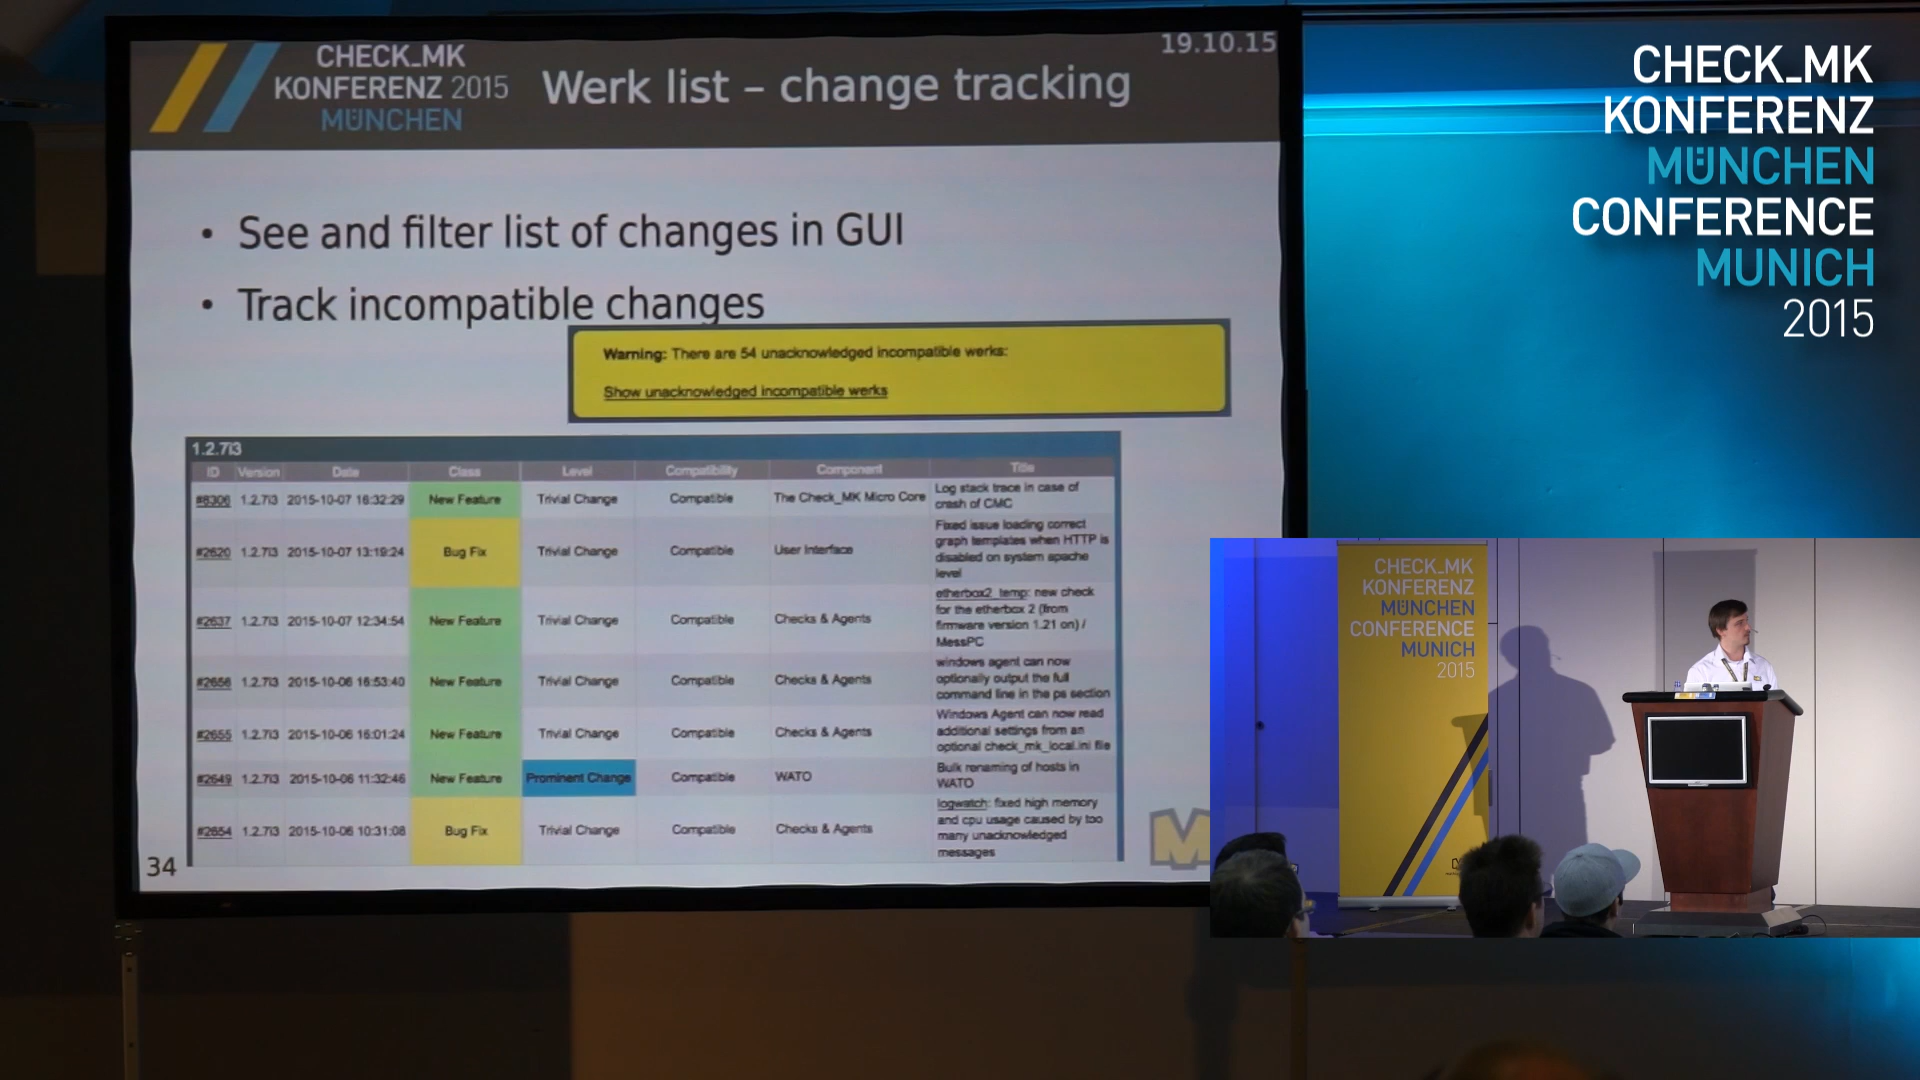 CHECK_MK
KONFERENZ 2015
MÜNCHEN
Werk list – change tracking
19.10.15
• See and filter list of changes in GUI
• Track incompatible changes
Warning: There are 54 unacknowledged incompatible werks:
Show unacknowledged incompatible werks
1.2.7i3
ID Version Date Class Level Compatibility Component Title
#8306 1.2.7i3 2015-10-07 16:32:29 New Feature Trivial Change Compatible The Check_MK Micro Core Log stack trace in case of
crash of CMC
#2620 1.2.7i3 2015-10-07 13:19:24 Bug Fix Trivial Change Compatible User Interface Fixed issue loading correct
graph templates when HTTP is
disabled on system apache
level
#2637 1.2.7i3 2015-10-07 12:34:54 New Feature Trivial Change Compatible Checks & Agents etherbox2_temp: new check
for the etherbox 2 (from
firmware version 1.21 on) /
MessPC
#2656 1.2.7i3 2015-10-06 16:53:40 New Feature Trivial Change Compatible Checks & Agents windows agent can now
optionally output the full
command line in the ps section
#2655 1.2.7i3 2015-10-06 16:01:24 New Feature Trivial Change Compatible Checks & Agents Windows Agent can now read
additional settings from an
optional check_mk_local.ini file
#2649 1.2.7i3 2015-10-06 11:32:46 New Feature Prominent Change Compatible WATO Bulk renaming of hosts in
WATO
#2654 1.2.7i3 2015-10-06 10:31:08 Bug Fix Trivial Change Compatible Checks & Agents logwatch: fixed high memory
and cpu usage caused by too
many unacknowledged
messages
34
CHECK_MK
KONFERENZ
MÜNCHEN
CONFERENCE
MUNICH
2015
CHECK_MK
KONFERENZ
MÜNCHEN
CONFERENCE
MUNICH
2015